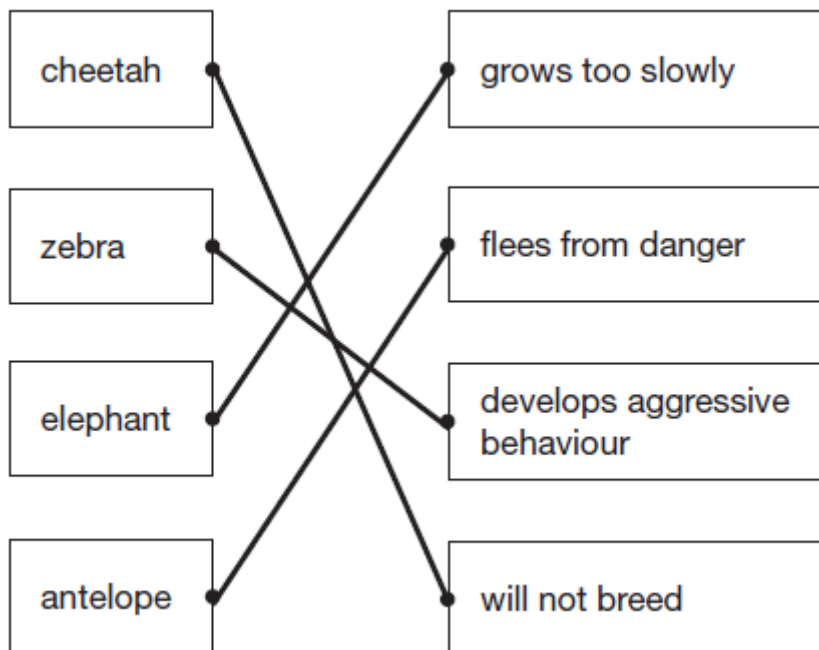 cheetah
grows too slowly
zebra
flees from danger
elephant
develops aggressive
behaviour
antelope
will not breed